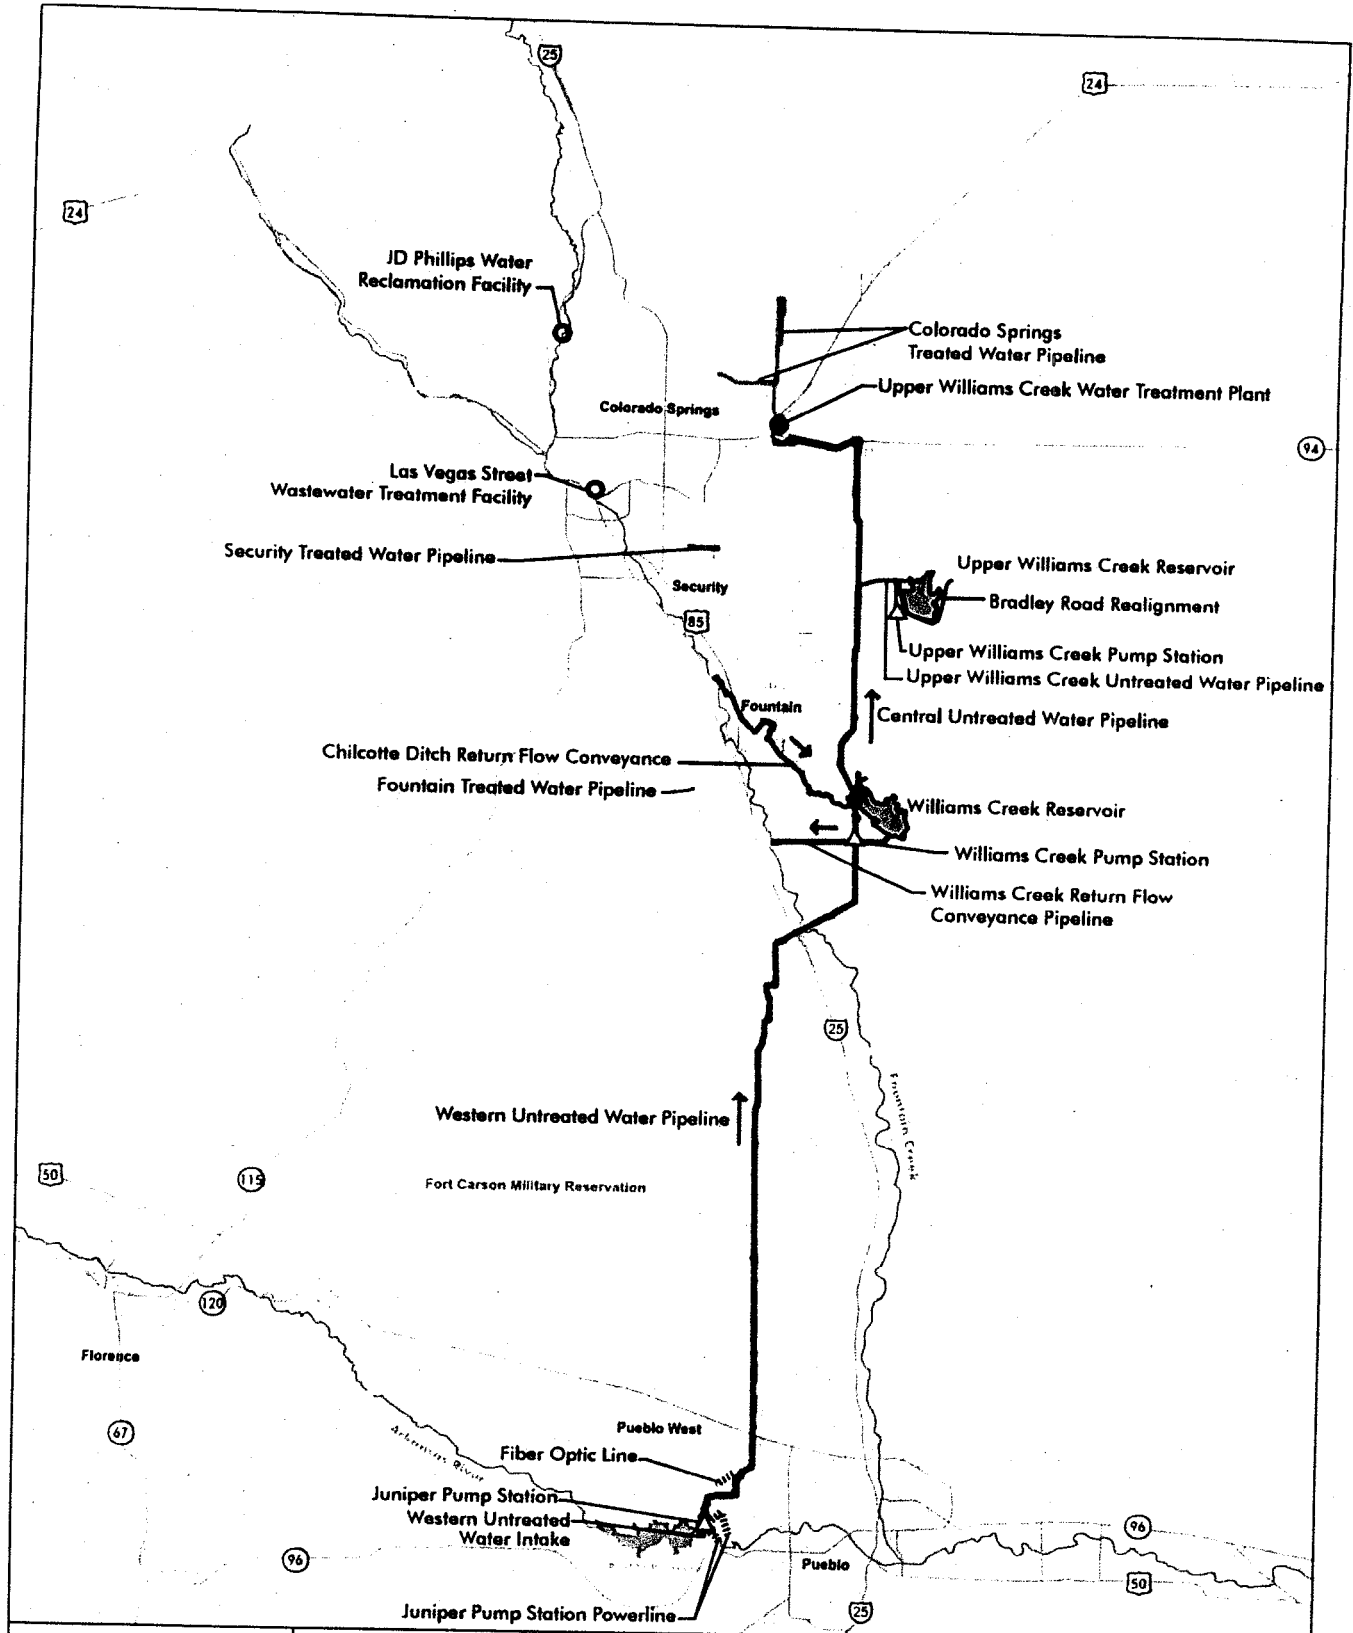 25
24
24
JD Phillips Water
Reclamation Facility
Colorado Springs
Treated Water Pipeline
Upper Williams Creek Water Treatment Plant
Colorado Springs
94
Las Vegas Street
Wastewater Treatment Facility
Security Treated Water Pipeline
Upper Williams Creek Reservoir
Security
Bradley Road Realignment
85
Upper Williams Creek Pump Station
Upper Williams Creek Untreated Water Pipeline
Fountain
Central Untreated Water Pipeline
Chilcotte Ditch Return Flow Conveyance
Fountain Treated Water Pipeline
Williams Creek Reservoir
Williams Creek Pump Station
Williams Creek Return Flow
Conveyance Pipeline
25
Fountain Creek
Western Untreated Water Pipeline
50
115
Fort Carson Military Reservation
120
Florence
67
Pueblo West
Arkansas River
Fiber Optic Line
Juniper Pump Station
Western Untreated
Water Intake
96
96
Pueblo
50
Juniper Pump Station Powerline
25